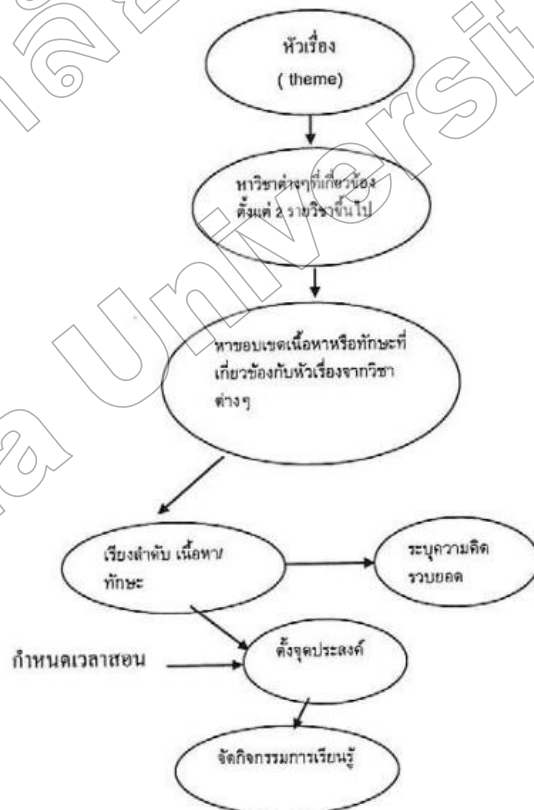 หัวเรื่อง
( theme)
หาวิชาต่างๆที่เกี่ยวข้อง
ตั้งแต่ 2 รายวิชาขึ้นไป
หาขอบเขตเนื้อหาหรือทักษะที่
เกี่ยวข้องกับหัวเรื่องจากวิชา
ต่างๆ
เรียงลำดับ เนื้อหา/
ทักษะ
ระบุความคิด
รวบยอด
กำหนดเวลาสอน
ตั้งจุดประสงค์
จัดกิจกรรมการเรียนรู้